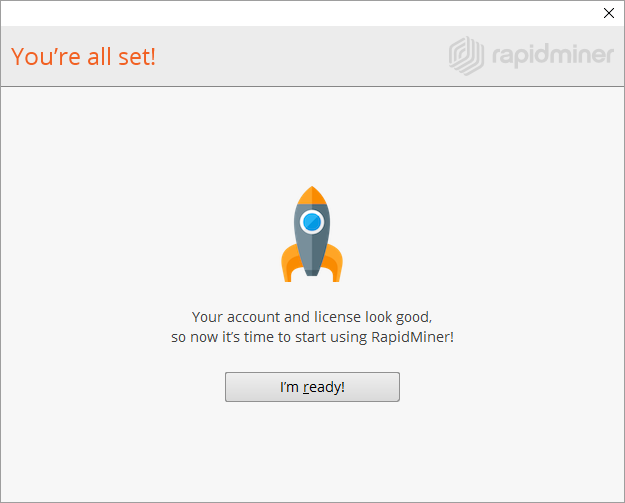 You’re all set!
rapidminer
Your account and license look good,
so now it’s time to start using RapidMiner!
I’m ready!